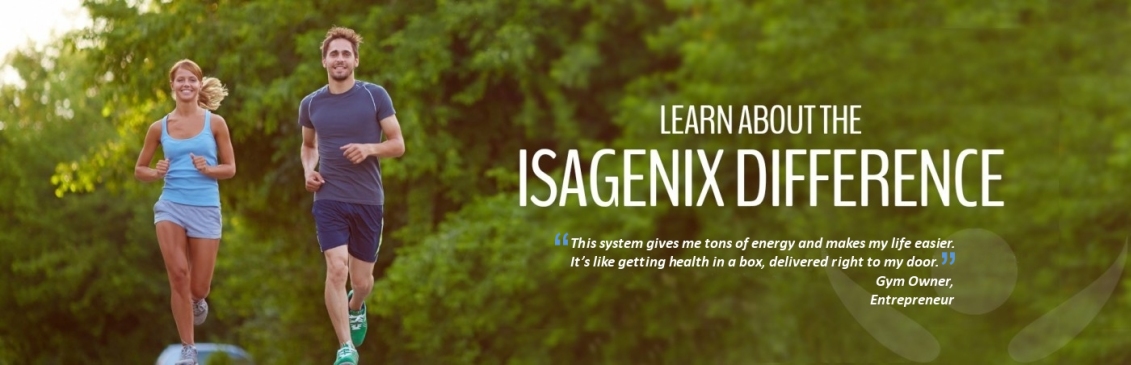 LEARN ABOUT THE
ISAGENIX DIFFERENCE
“This system gives me tons of energy and makes my life easier.
It’s like getting health in a box, delivered right to my door.”
Gym Owner,
Entrepreneur